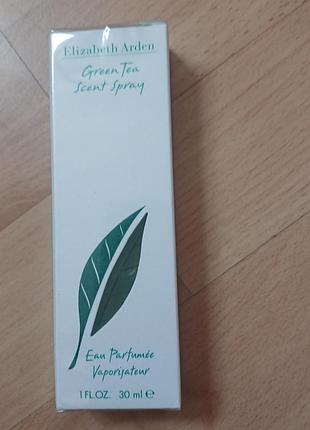 Elizabeth Arden
Green Tea
Scent Spray
Eau Parfumée
Vaporisateur
1 FL.OZ. 30 ml ℮